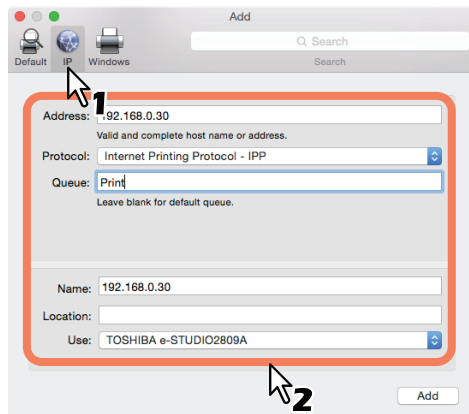 Add
Search
Default IP Windows Search
1
Address: 192.168.0.30
Valid and complete host name or address.
Protocol: Internet Printing Protocol - IPP
Queue: Print
Leave blank for default queue.
Name: 192.168.0.30
Location:
Use: TOSHIBA e-STUDIO2809A
2
Add